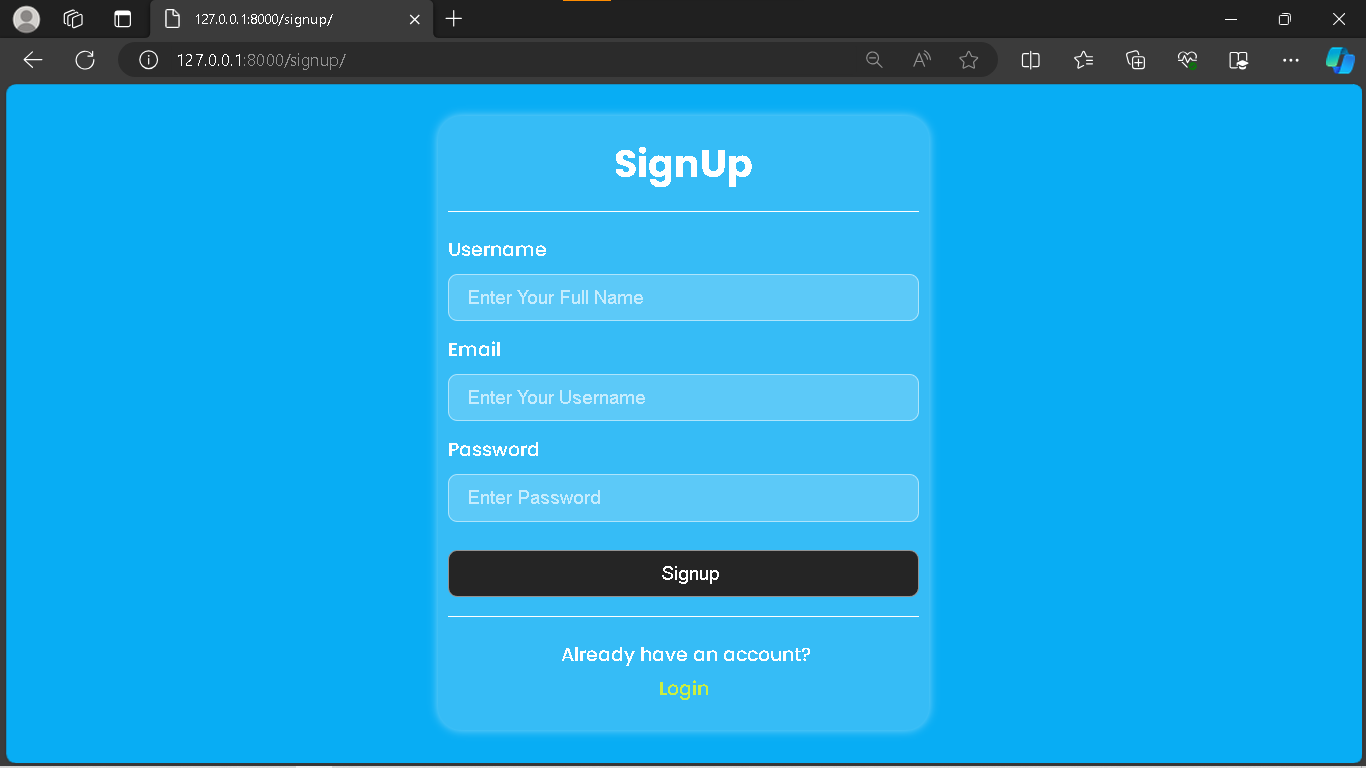 127.0.0.1:8000/signup/
127.0.0.1:8000/signup/
SignUp
Username
Enter Your Full Name
Email
Enter Your Username
Password
Enter Password
Signup
Already have an account?
Login